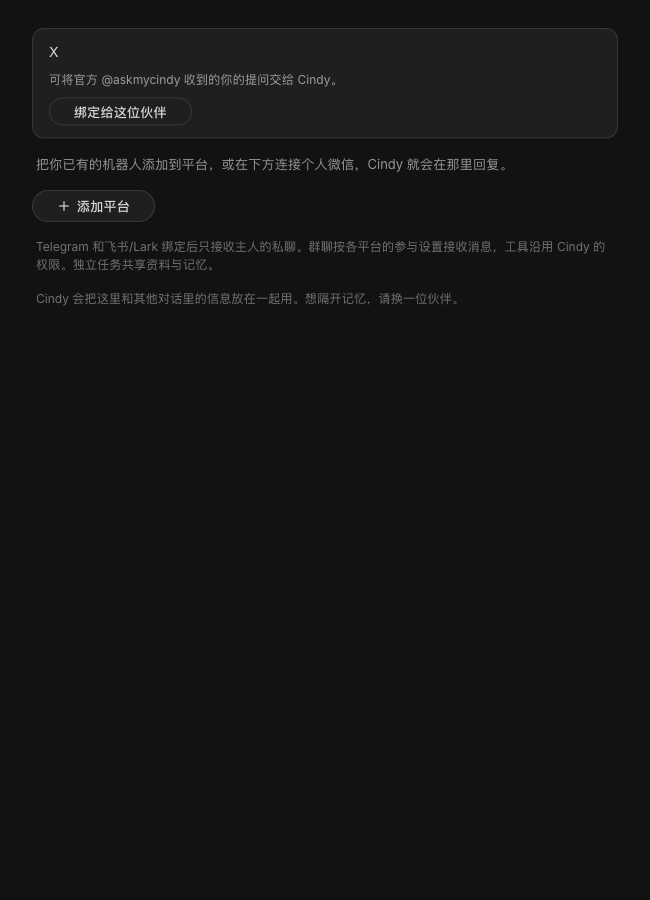 X
可将官方 @askmycindy 收到的你的提问交给 Cindy。
绑定给这位伙伴
把你已有的机器人添加到平台，或在下方连接个人微信，Cindy 就会在那里回复。
+ 添加平台
Telegram 和飞书/Lark 绑定后只接收主人的私聊。群聊按各平台的参与设置接收消息，工具沿用 Cindy 的
权限。独立任务共享资料与记忆。
Cindy 会把这里和其他对话里的信息放在一起用。想隔开记忆，请换一位伙伴。